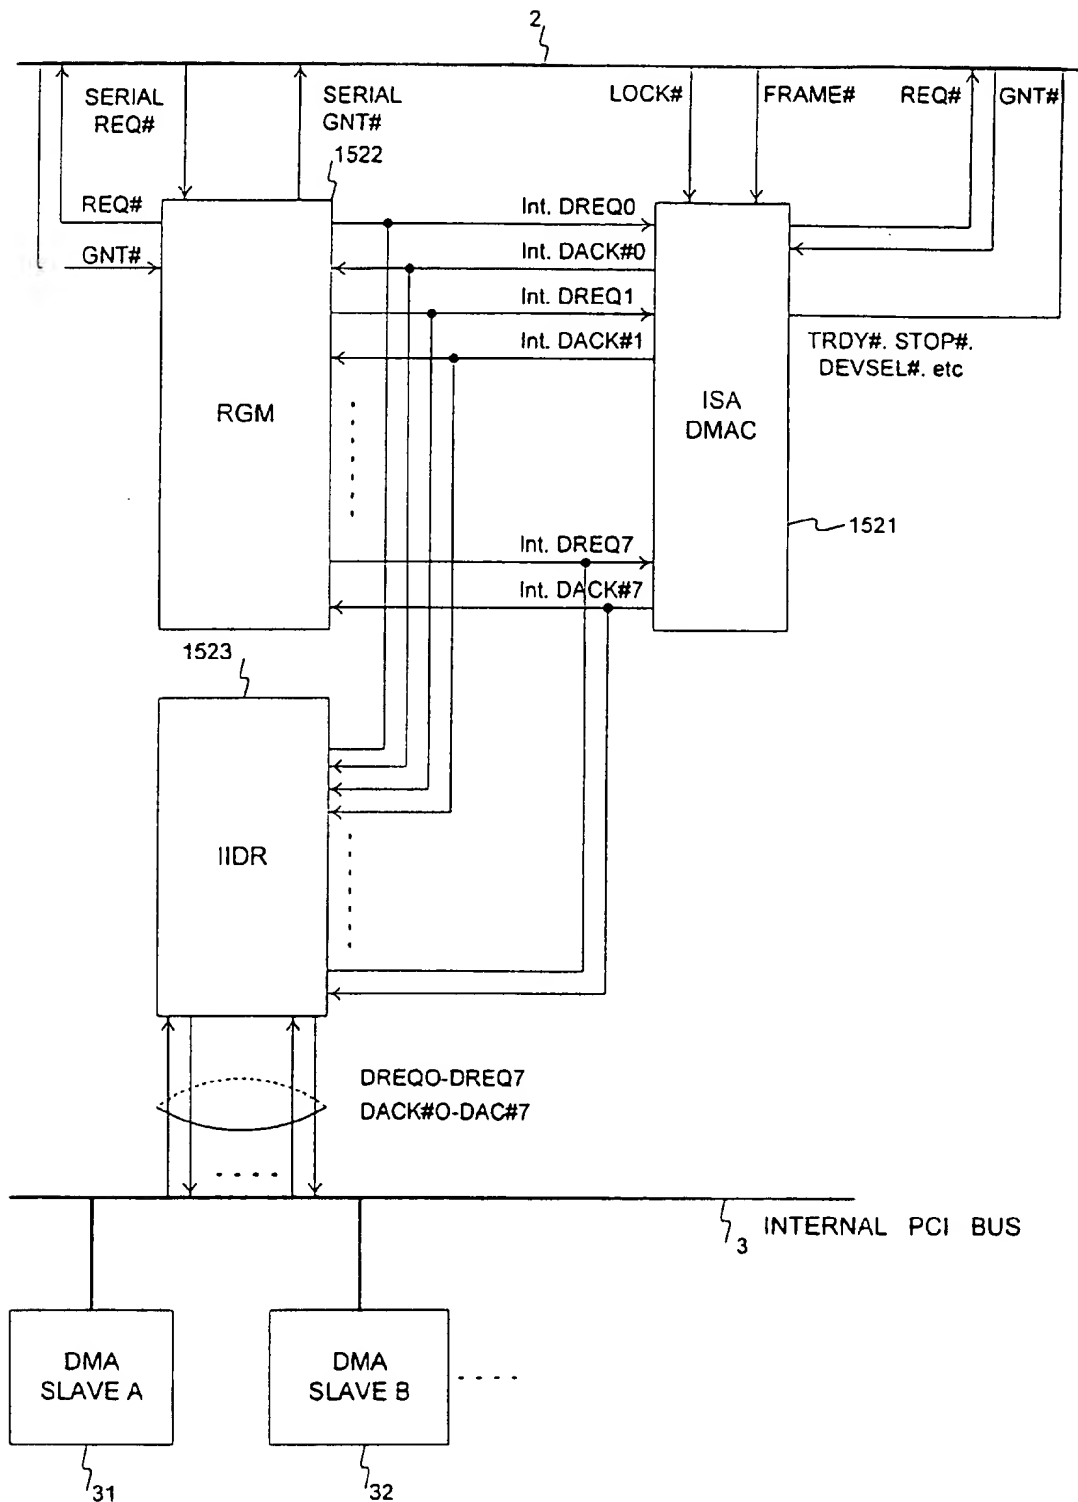 2
SERIAL
REQ#
SERIAL
GNT#
LOCK#
FRAME#
REQ#
GNT#
1522
REQ#
GNT#
Int. DREQ0
Int. DACK#0
Int. DREQ1
Int. DACK#1
TRDY#. STOP#.
DEVSEL#. etc
RGM
ISA
DMAC
1521
Int. DREQ7
Int. DACK#7
1523
IIDR
DREQO-DREQ7
DACK#O-DAC#7
3
INTERNAL PCI BUS
DMA
SLAVE A
DMA
SLAVE B
31
32